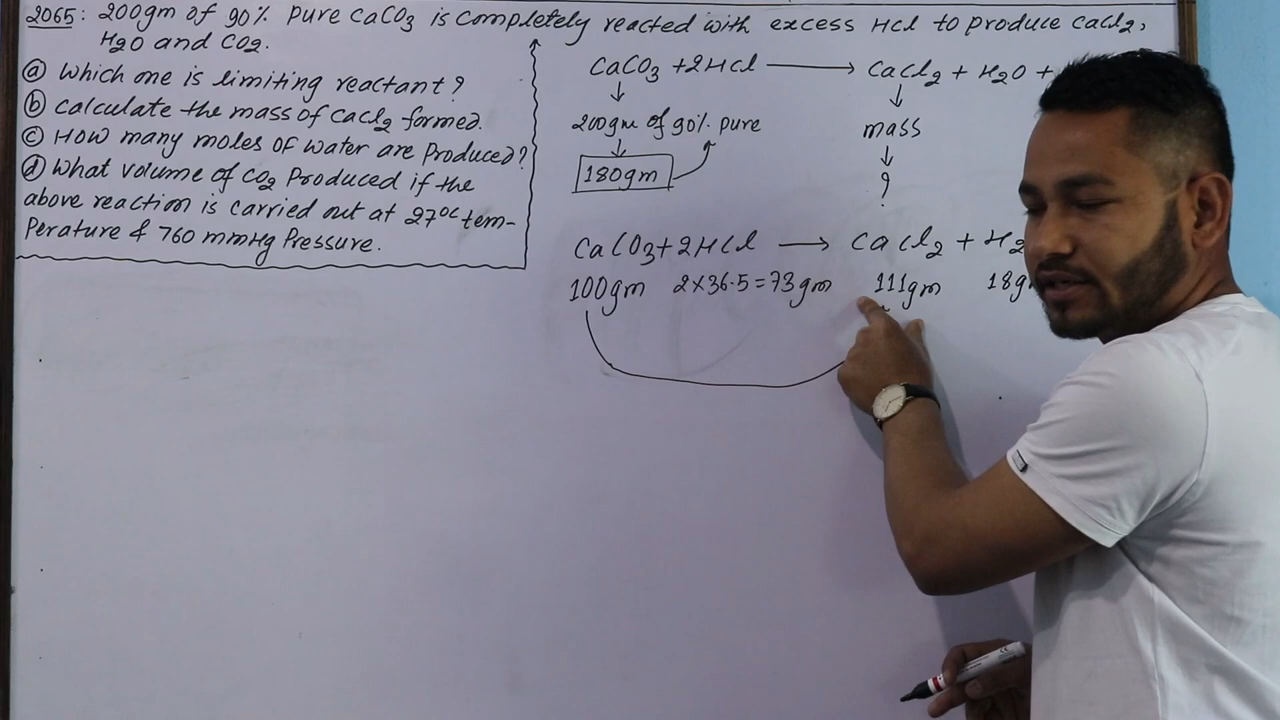 2065: 200gm of 90% pure CaCO3 is completely reacted with excess HCl to produce CaCl2,
H2O and CO2.
(a) Which one is limiting reactant?
(b) Calculate the mass of CaCl2 formed.
(c) How many moles of water are Produced?
(d) What volume of CO2 Produced if the
above reaction is carried out at 27°C tem-
Perature & 760 mmHg Pressure.
CaCO3 + 2HCl → CaCl2 + H2O +
200gm of 90% pure
mass
180gm
?
CaCO3 + 2HCl → CaCl2 + H2
100gm 2×36.5=73gm 111gm 18g